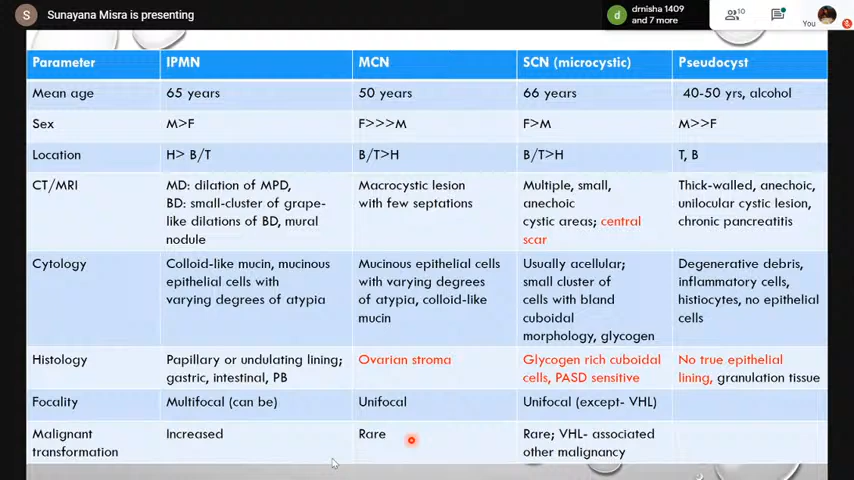 S Sunayana Misra is presenting
d drnisha 1409
and 7 more
10
You
Parameter IPMN MCN SCN (microcystic) Pseudocyst
Mean age 65 years 50 years 66 years 40-50 yrs, alcohol
Sex M>F F>>>M F>M M>>F
Location H> B/T B/T>H B/T>H T, B
CT/MRI MD: dilation of MPD, Macrocystic lesion Multiple, small, Thick-walled, anechoic,
BD: small-cluster of grape- with few septations anechoic unilocular cystic lesion,
like dilations of BD, mural cystic areas; central chronic pancreatitis
nodule scar
Cytology Colloid-like mucin, mucinous Mucinous epithelial cells Usually acellular; Degenerative debris,
epithelial cells with with varying degrees small cluster of inflammatory cells,
varying degrees of atypia of atypia, colloid-like cells with bland histiocytes, no epithelial
mucin cuboidal cells
morphology, glycogen
Histology Papillary or undulating lining; Ovarian stroma Glycogen rich cuboidal No true epithelial
gastric, intestinal, PB cells, PASD sensitive lining, granulation tissue
Focality Multifocal (can be) Unifocal Unifocal (except- VHL)
Malignant Increased Rare Rare; VHL- associated
transformation other malignancy